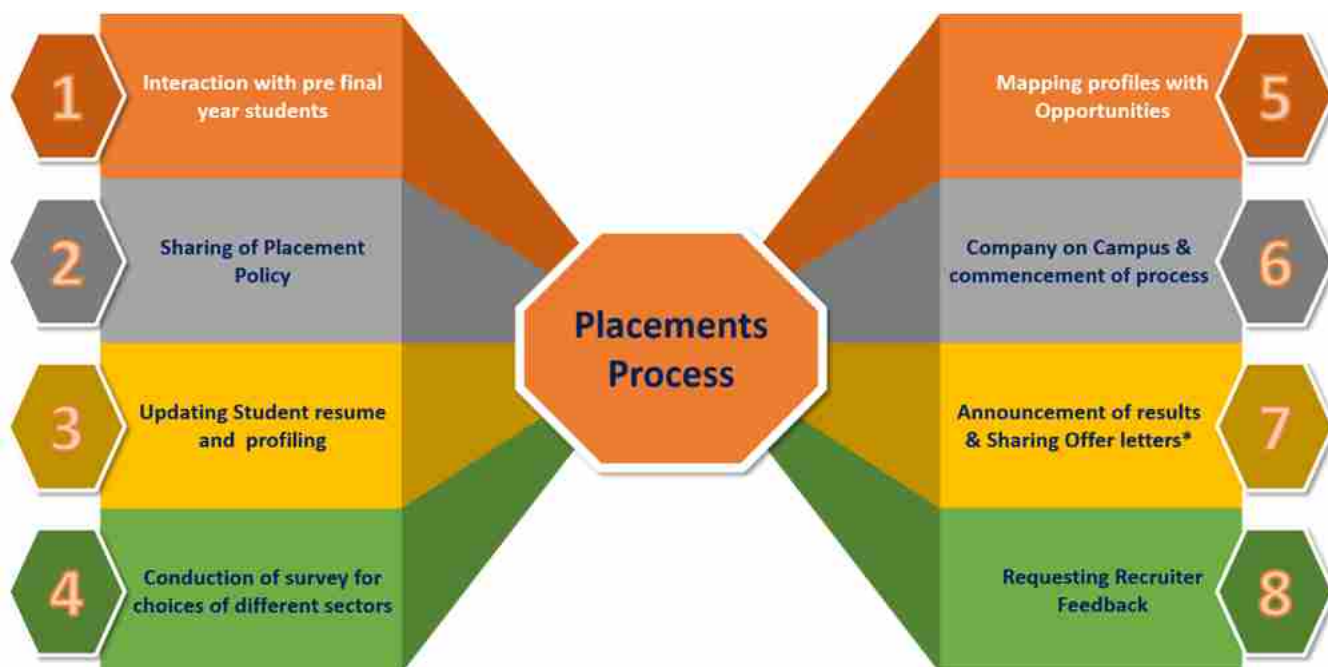 1
Interaction with pre final
year students
2
Sharing of Placement
Policy
3
Updating Student resume
and profiling
4
Conduction of survey for
choices of different sectors
Placements
Process
Mapping profiles with
Opportunities
5
Company on Campus &
commencement of process
6
Announcement of results
& Sharing Offer letters*
7
Requesting Recruiter
Feedback
8